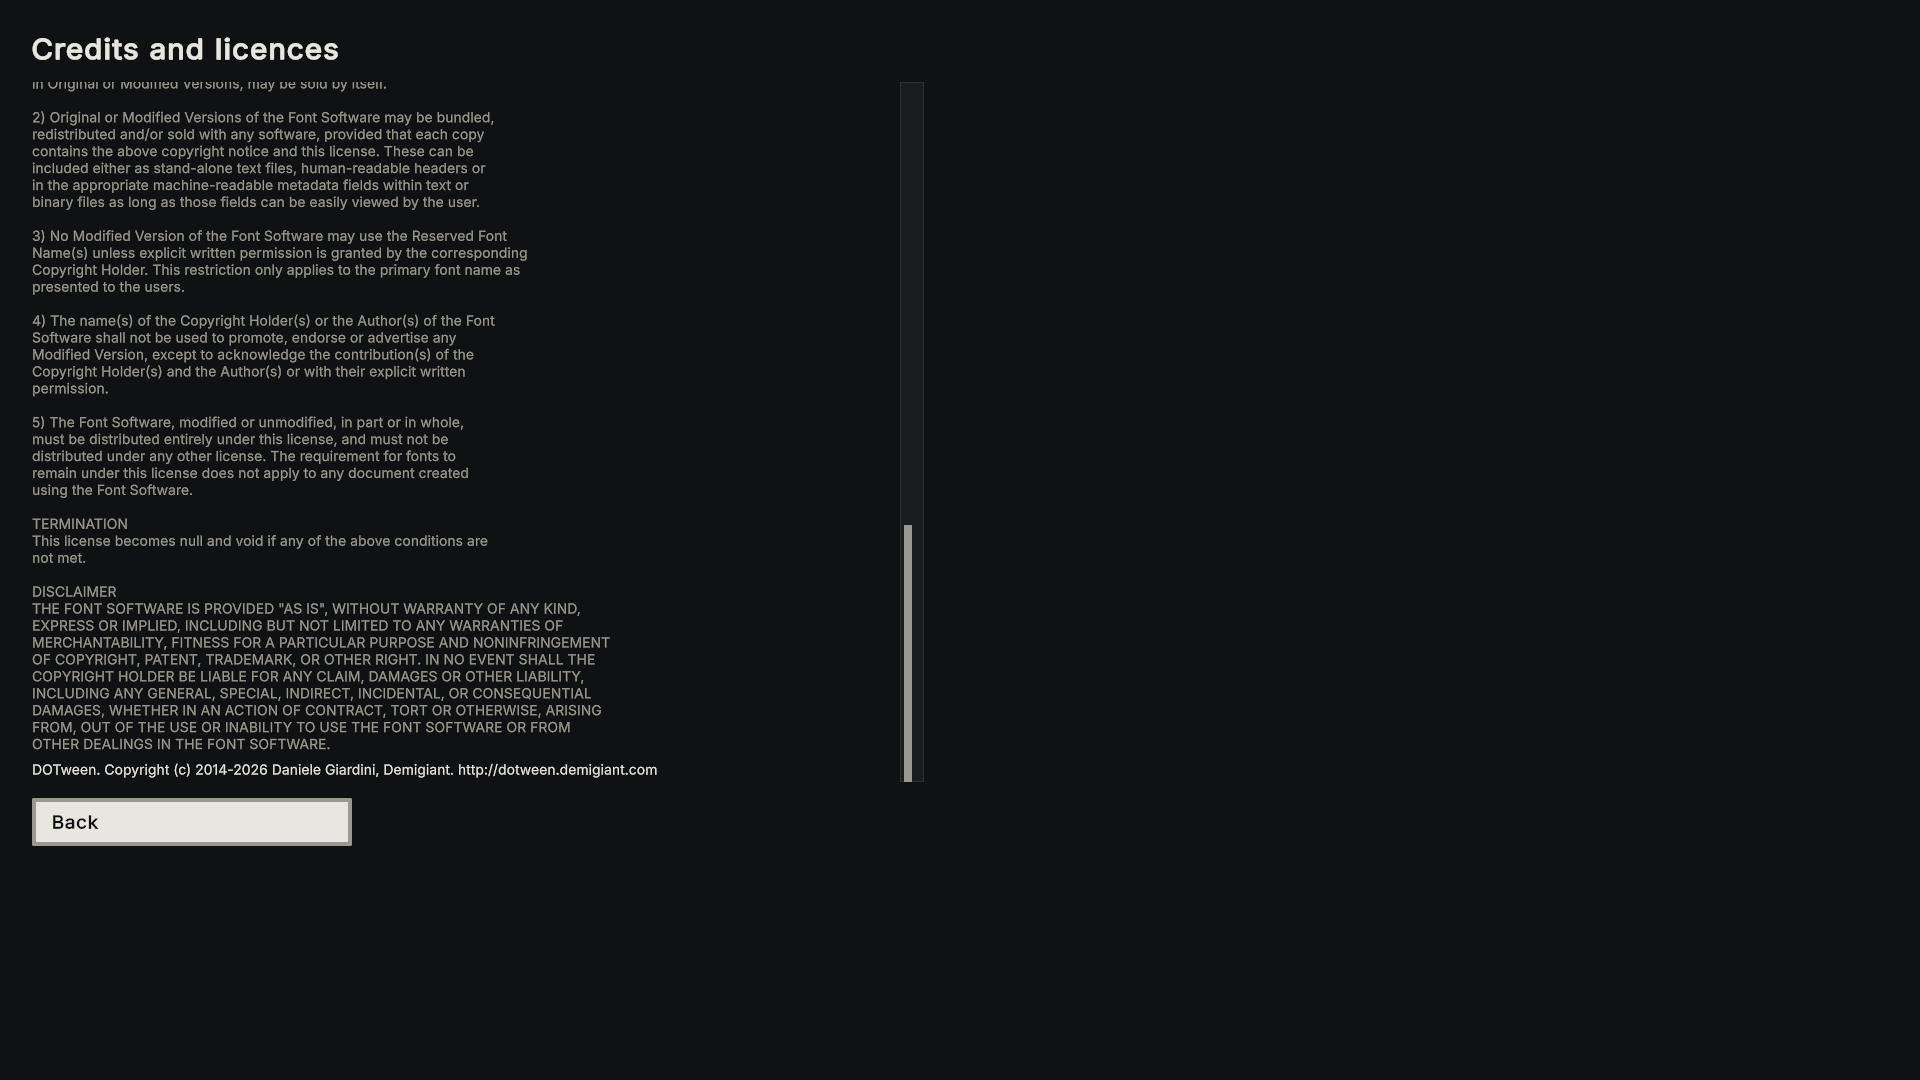 Credits and licences
in Original or Modified Versions, may be sold by itself.
2) Original or Modified Versions of the Font Software may be bundled,
redistributed and/or sold with any software, provided that each copy
contains the above copyright notice and this license. These can be
included either as stand-alone text files, human-readable headers or
in the appropriate machine-readable metadata fields within text or
binary files as long as those fields can be easily viewed by the user.
3) No Modified Version of the Font Software may use the Reserved Font
Name(s) unless explicit written permission is granted by the corresponding
Copyright Holder. This restriction only applies to the primary font name as
presented to the users.
4) The name(s) of the Copyright Holder(s) or the Author(s) of the Font
Software shall not be used to promote, endorse or advertise any
Modified Version, except to acknowledge the contribution(s) of the
Copyright Holder(s) and the Author(s) or with their explicit written
permission.
5) The Font Software, modified or unmodified, in part or in whole,
must be distributed entirely under this license, and must not be
distributed under any other license. The requirement for fonts to
remain under this license does not apply to any document created
using the Font Software.
TERMINATION
This license becomes null and void if any of the above conditions are
not met.
DISCLAIMER
THE FONT SOFTWARE IS PROVIDED "AS IS", WITHOUT WARRANTY OF ANY KIND,
EXPRESS OR IMPLIED, INCLUDING BUT NOT LIMITED TO ANY WARRANTIES OF
MERCHANTABILITY, FITNESS FOR A PARTICULAR PURPOSE AND NONINFRINGEMENT
OF COPYRIGHT, PATENT, TRADEMARK, OR OTHER RIGHT. IN NO EVENT SHALL THE
COPYRIGHT HOLDER BE LIABLE FOR ANY CLAIM, DAMAGES OR OTHER LIABILITY,
INCLUDING ANY GENERAL, SPECIAL, INDIRECT, INCIDENTAL, OR CONSEQUENTIAL
DAMAGES, WHETHER IN AN ACTION OF CONTRACT, TORT OR OTHERWISE, ARISING
FROM, OUT OF THE USE OR INABILITY TO USE THE FONT SOFTWARE OR FROM
OTHER DEALINGS IN THE FONT SOFTWARE.
DOTween. Copyright (c) 2014-2026 Daniele Giardini, Demigiant. http://dotween.demigiant.com
Back